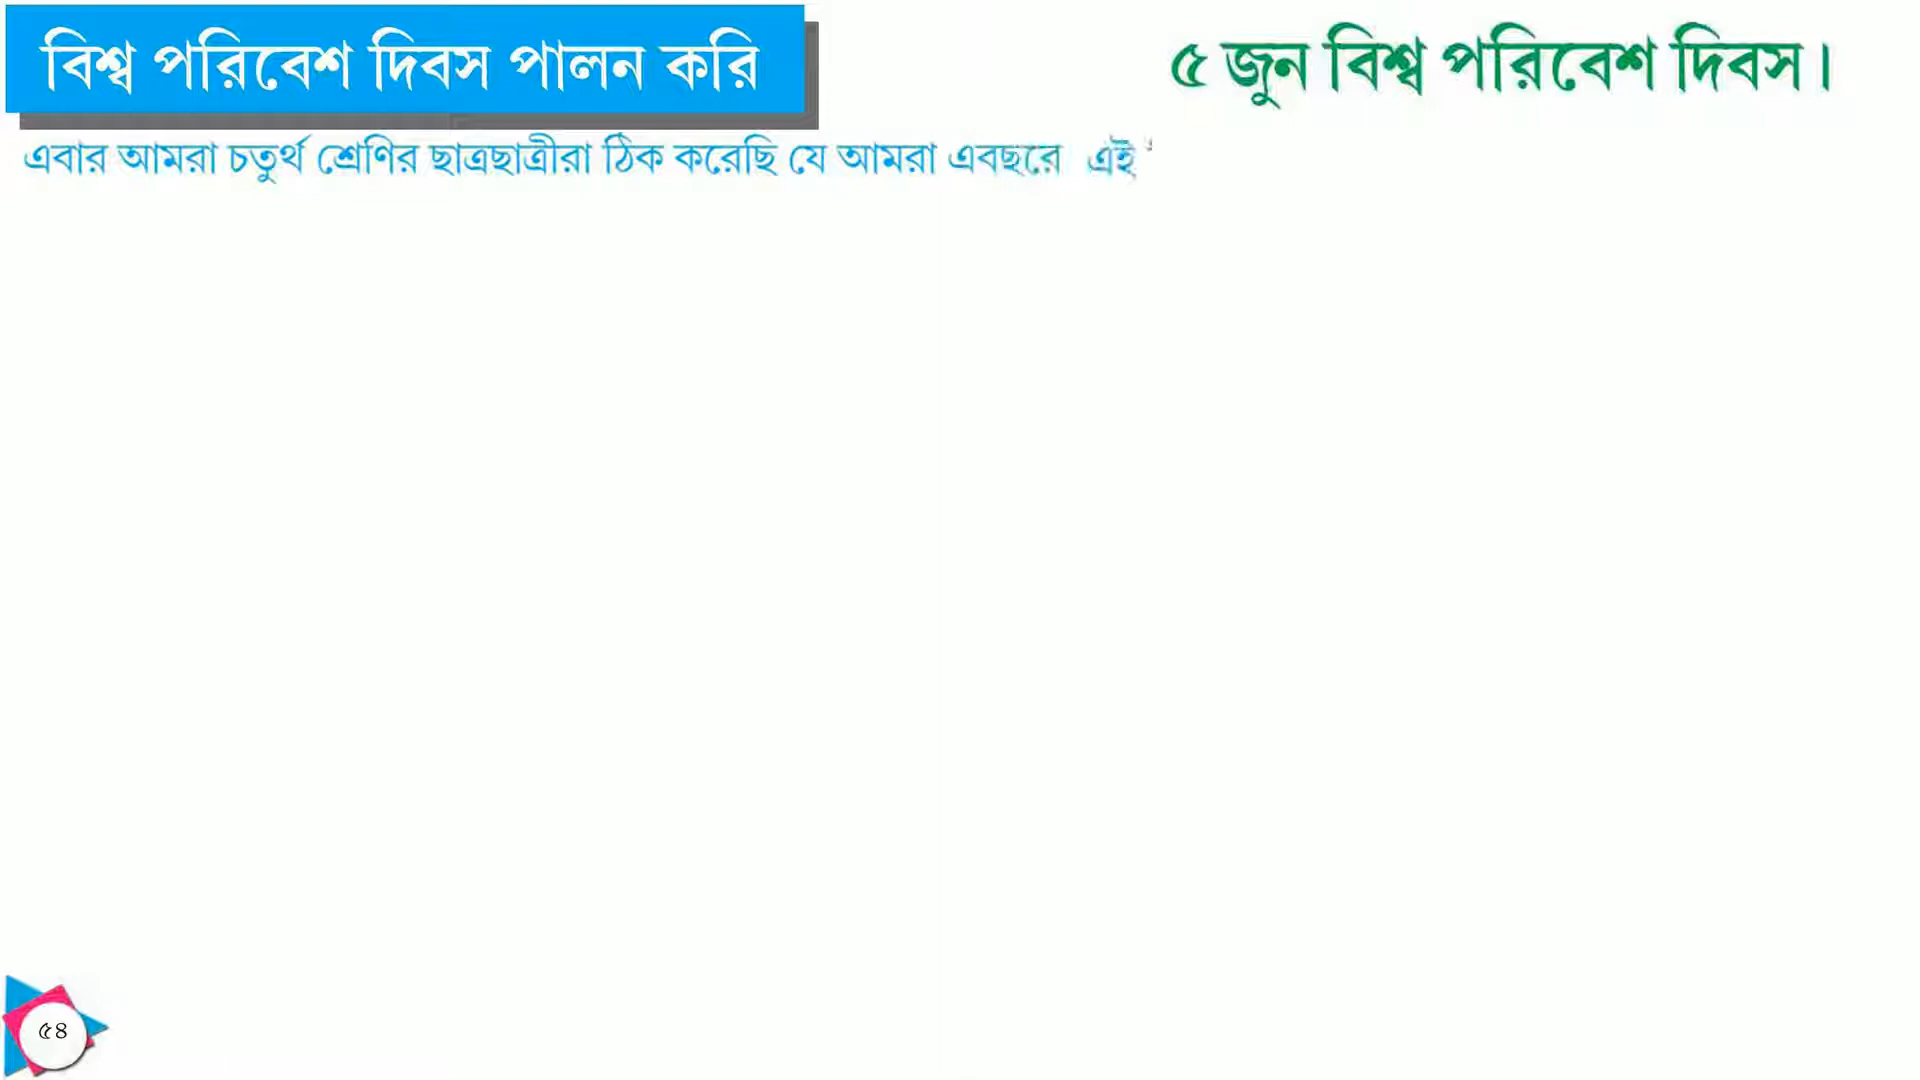 বিশ্ব পরিবেশ দিবস পালন করি
৫ জুন বিশ্ব পরিবেশ দিবস।
এবার আমরা চতুর্থ শ্রেণির ছাত্রছাত্রীরা ঠিক করেছি যে আমরা এবছরে এই
৫৪